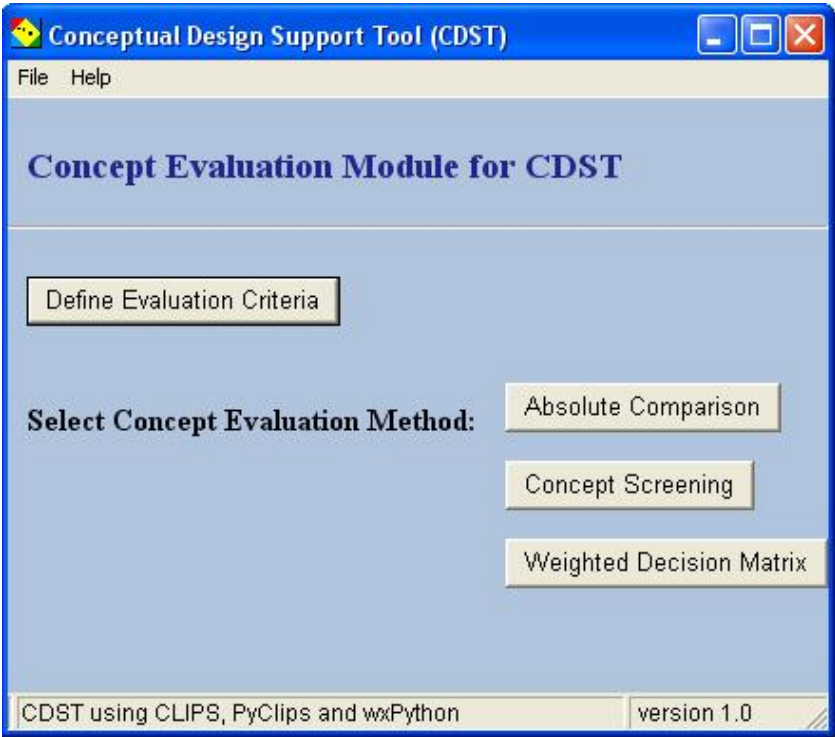 Conceptual Design Support Tool (CDST)
File Help
Concept Evaluation Module for CDST
Define Evaluation Criteria
Select Concept Evaluation Method:
Absolute Comparison
Concept Screening
Weighted Decision Matrix
CDST using CLIPS, PyClips and wxPython
version 1.0